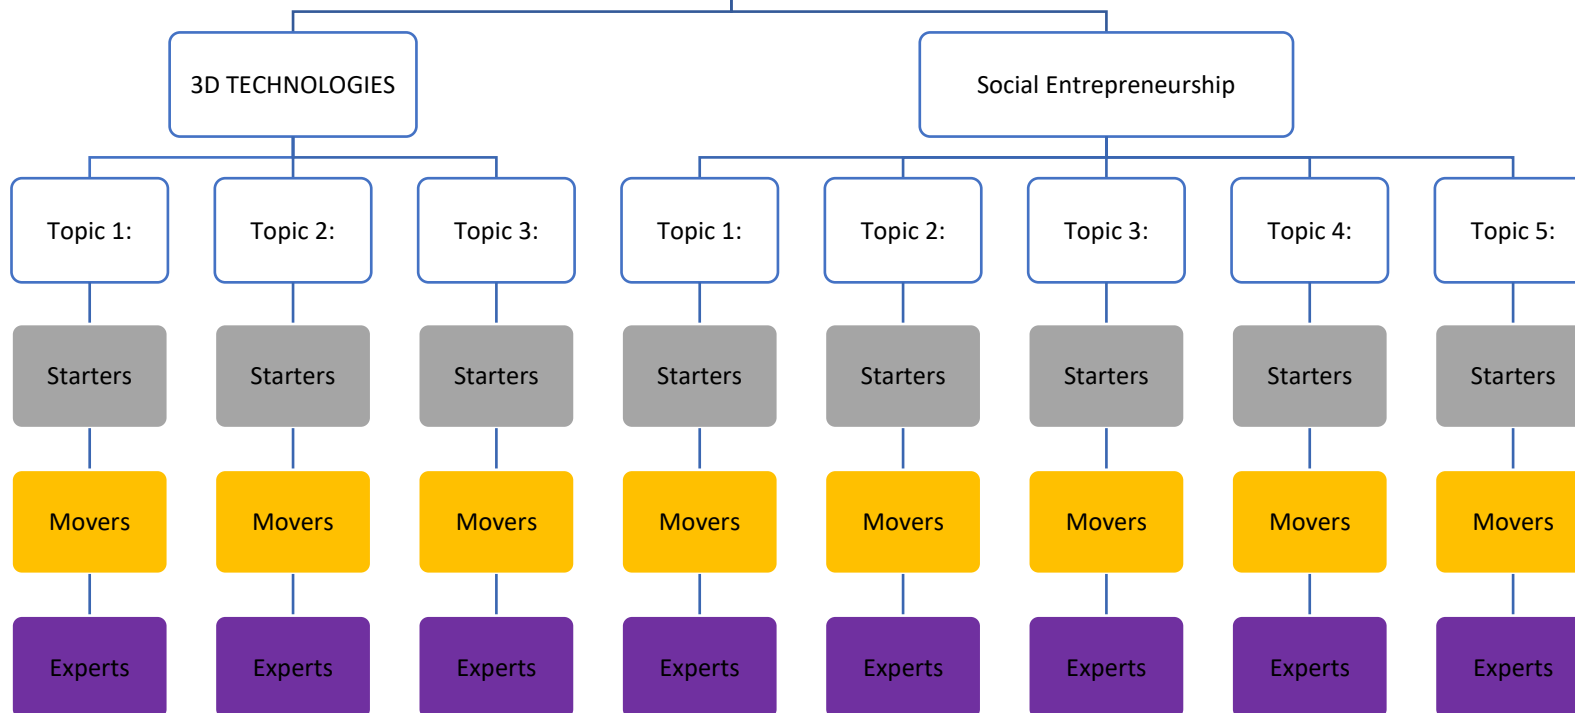 3D TECHNOLOGIES
Social Entrepreneurship
Topic 1:
Topic 2:
Topic 3:
Topic 1:
Topic 2:
Topic 3:
Topic 4:
Topic 5:
Starters
Starters
Starters
Starters
Starters
Starters
Starters
Starters
Movers
Movers
Movers
Movers
Movers
Movers
Movers
Movers
Experts
Experts
Experts
Experts
Experts
Experts
Experts
Experts